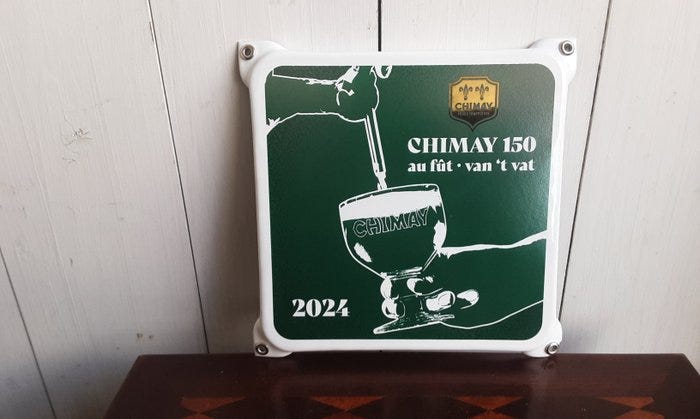 CHIMAY
CHIMAY 150
au fût · van 't vat
CHIMAY
2024